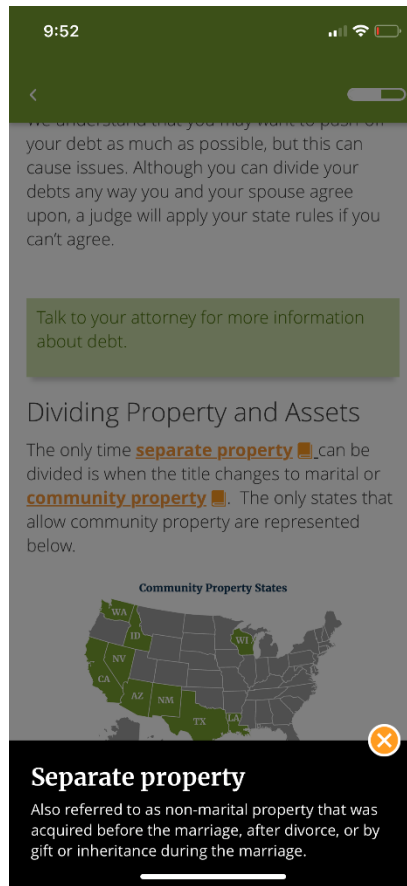 9:52
We understand that you may want to push off
your debt as much as possible, but this can
cause issues. Although you can divide your
debts any way you and your spouse agree
upon, a judge will apply your state rules if you
can't agree.
Talk to your attorney for more information
about debt.
Dividing Property and Assets
The only time separate property can be
divided is when the title changes to marital or
community property. The only states that
allow community property are represented
below.
Community Property States
WA
ID
WI
NV
CA
AZ
NM
TX
LA
Separate property
Also referred to as non-marital property that was
acquired before the marriage, after divorce, or by
gift or inheritance during the marriage.